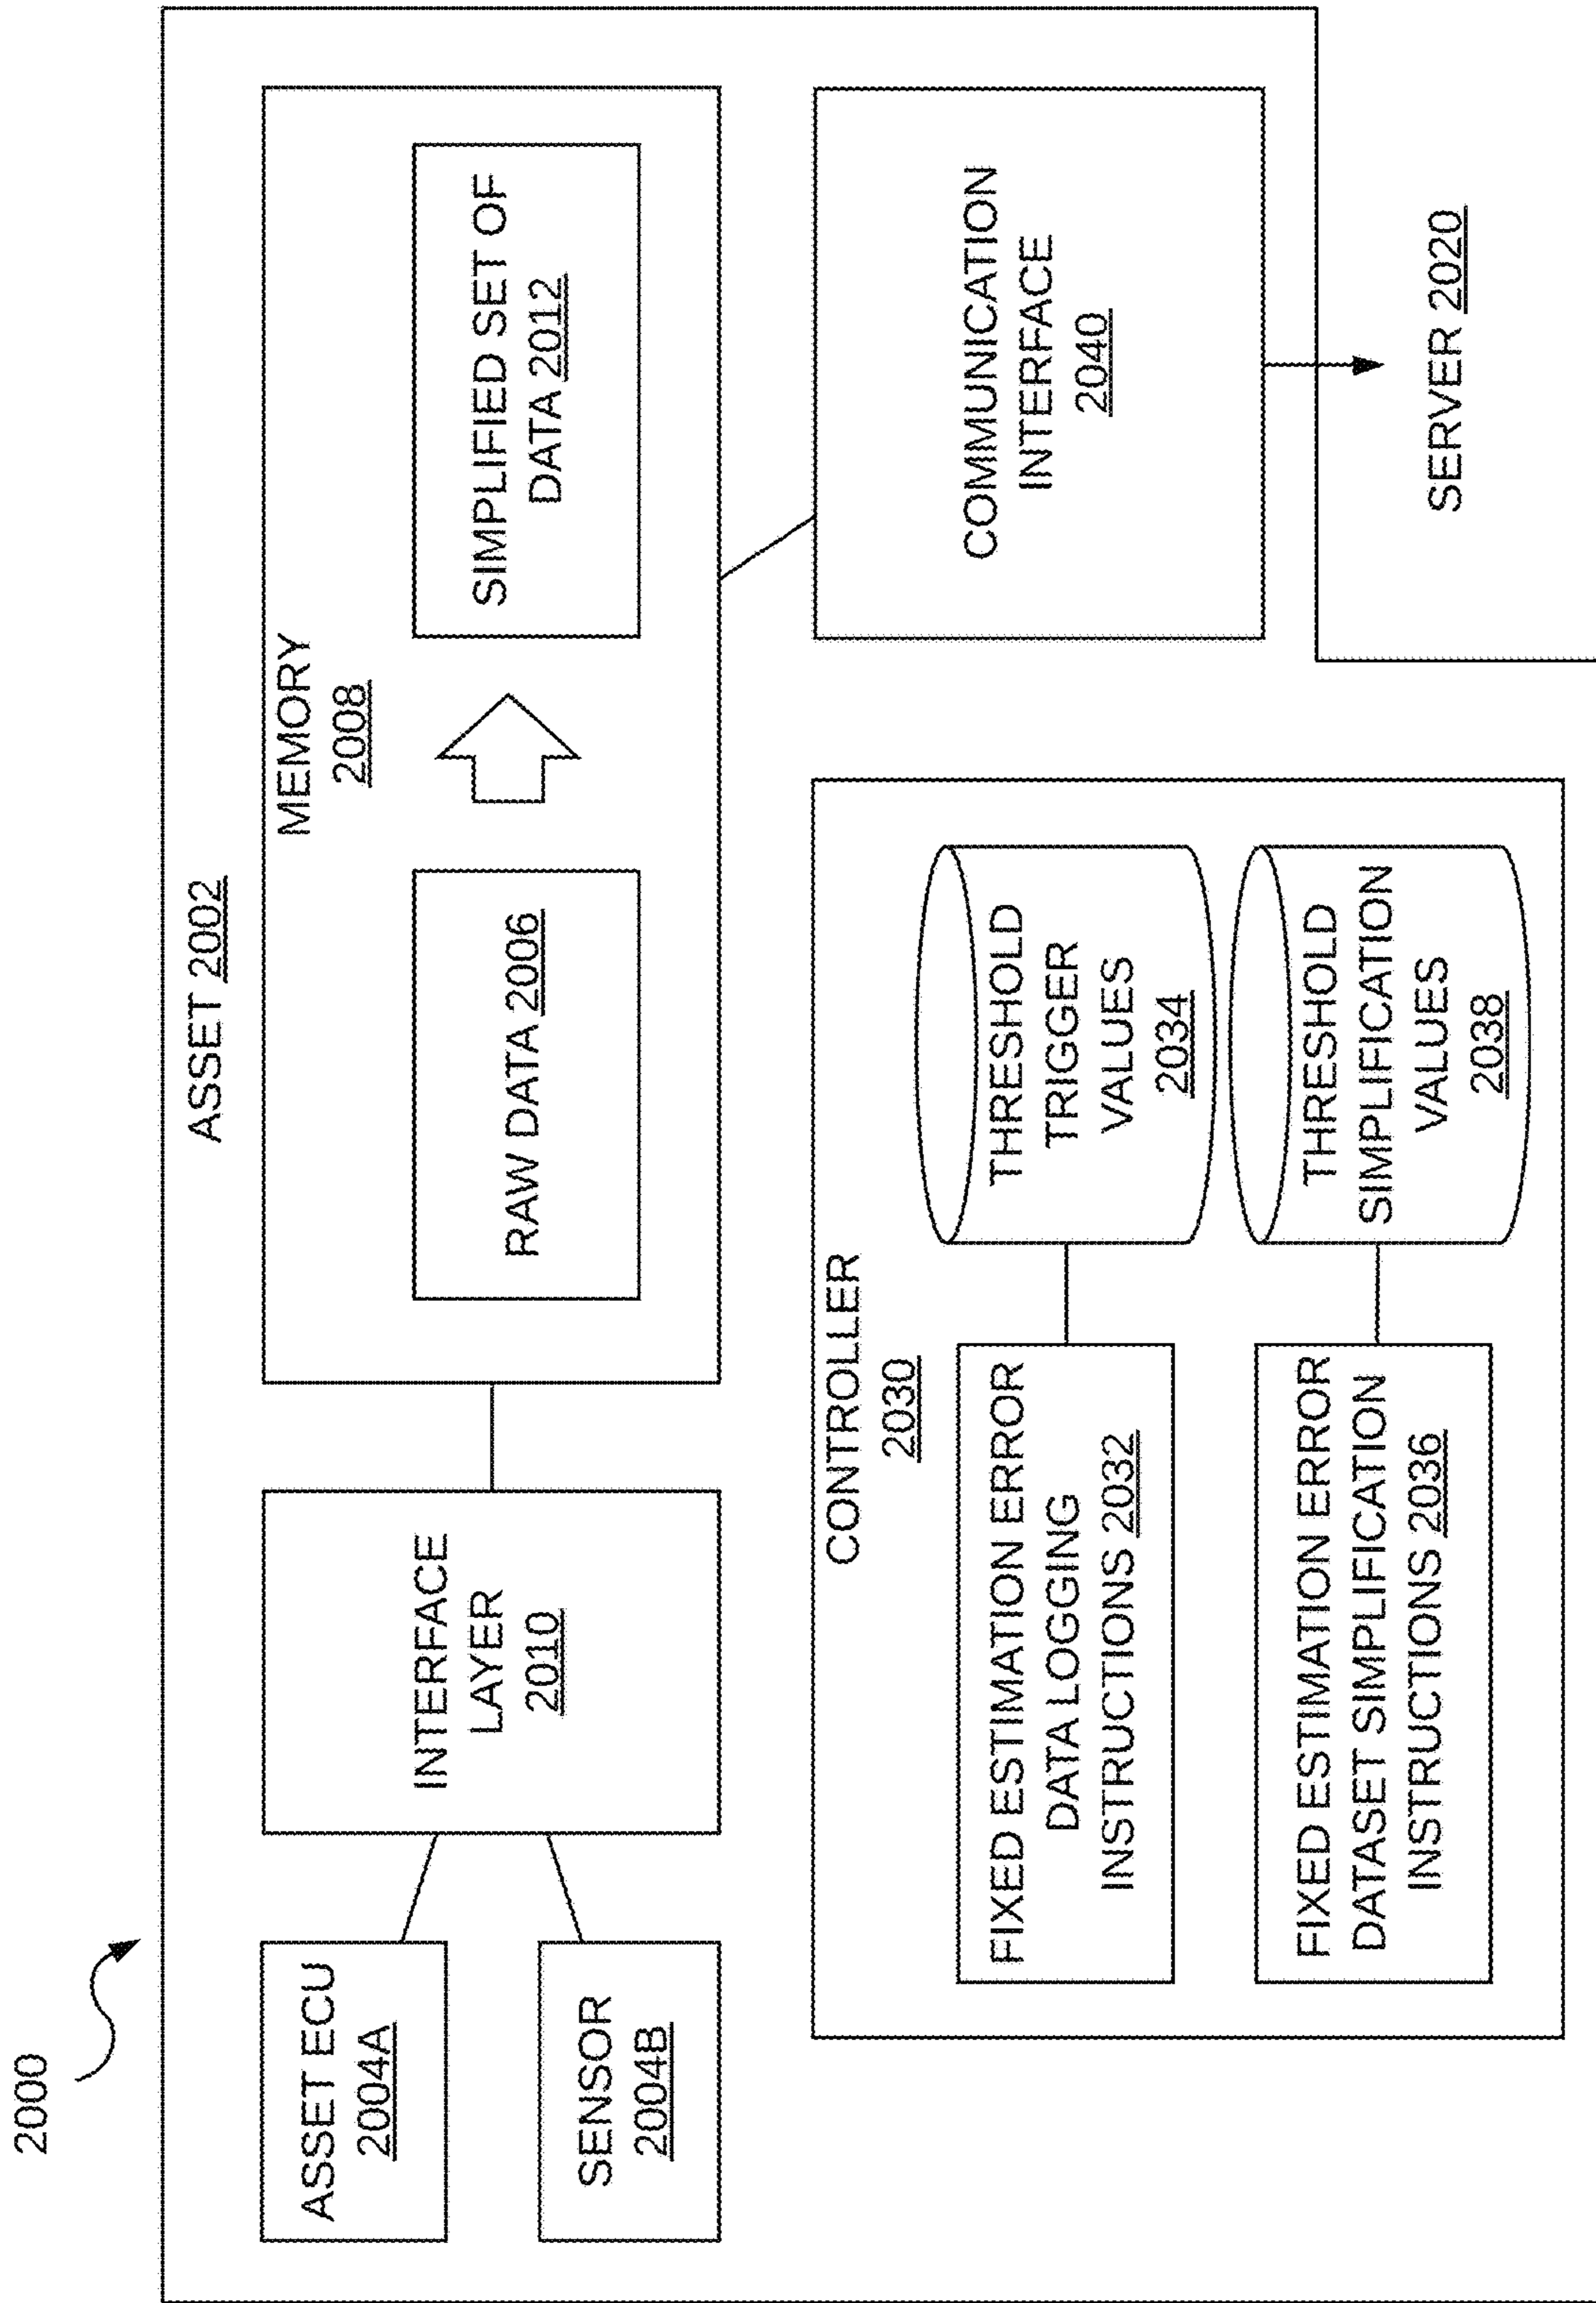 2000
ASSET 2002
ASSET ECU
2004A
SENSOR
2004B
INTERFACE
LAYER
2010
MEMORY
2008
RAW DATA 2006
SIMPLIFIED SET OF
DATA 2012
CONTROLLER
2030
FIXED ESTIMATION ERROR
DATA LOGGING
INSTRUCTIONS 2032
THRESHOLD
TRIGGER
VALUES
2034
FIXED ESTIMATION ERROR
DATASET SIMPLIFICATION
INSTRUCTIONS 2036
THRESHOLD
SIMPLIFICATION
VALUES
2038
COMMUNICATION
INTERFACE
2040
SERVER 2020